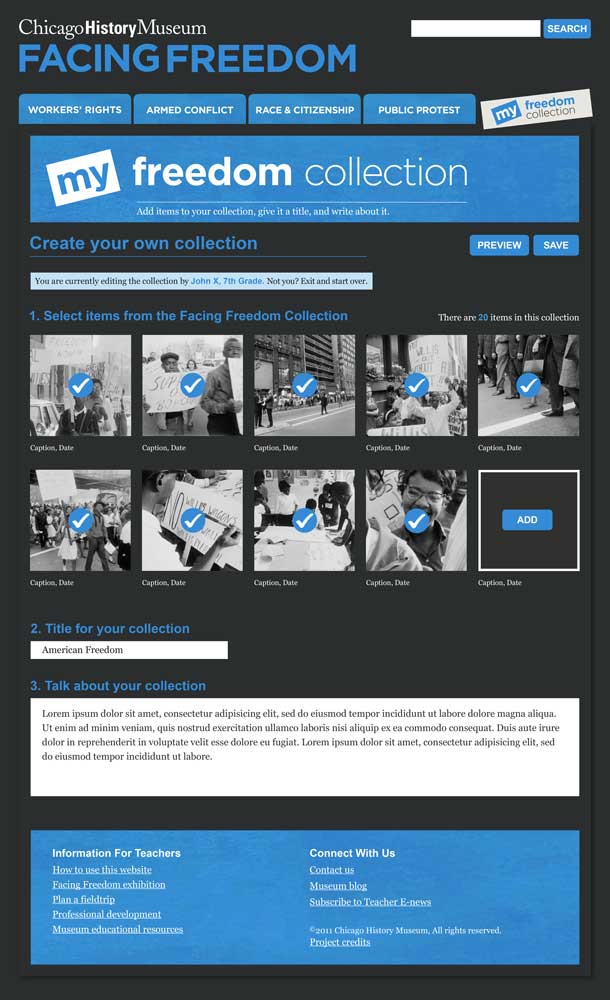 ChicagoHistoryMuseum
FACING FREEDOM
SEARCH
WORKERS' RIGHTS
ARMED CONFLICT
RACE & CITIZENSHIP
PUBLIC PROTEST
my freedom collection
my freedom collection
Add items to your collection, give it a title, and write about it.
Create your own collection
PREVIEW
SAVE
You are currently editing the collection by John X, 7th Grade. Not you? Exit and start over.
1. Select items from the Facing Freedom Collection
There are 20 items in this collection
Caption, Date
Caption, Date
Caption, Date
Caption, Date
Caption, Date
ADD
Caption, Date
Caption, Date
Caption, Date
Caption, Date
Caption, Date
2. Title for your collection
American Freedom
3. Talk about your collection
Lorem ipsum dolor sit amet, consectetur adipisicing elit, sed do eiusmod tempor incididunt ut labore dolore magna aliqua.
Ut enim ad minim veniam, quis nostrud exercitation ullamco laboris nisi aliquip ex ea commodo consequat. Duis aute irure
dolor in reprehenderit in voluptate velit esse dolore eu fugiat. Lorem ipsum dolor sit amet, consectetur adipisicing elit, sed
do eiusmod tempor incididunt ut labore.
Information For Teachers
How to use this website
Facing Freedom exhibition
Plan a fieldtrip
Professional development
Museum educational resources
Connect With Us
Contact us
Museum blog
Subscribe to Teacher E-news
©2011 Chicago History Museum, All rights reserved.
Project credits